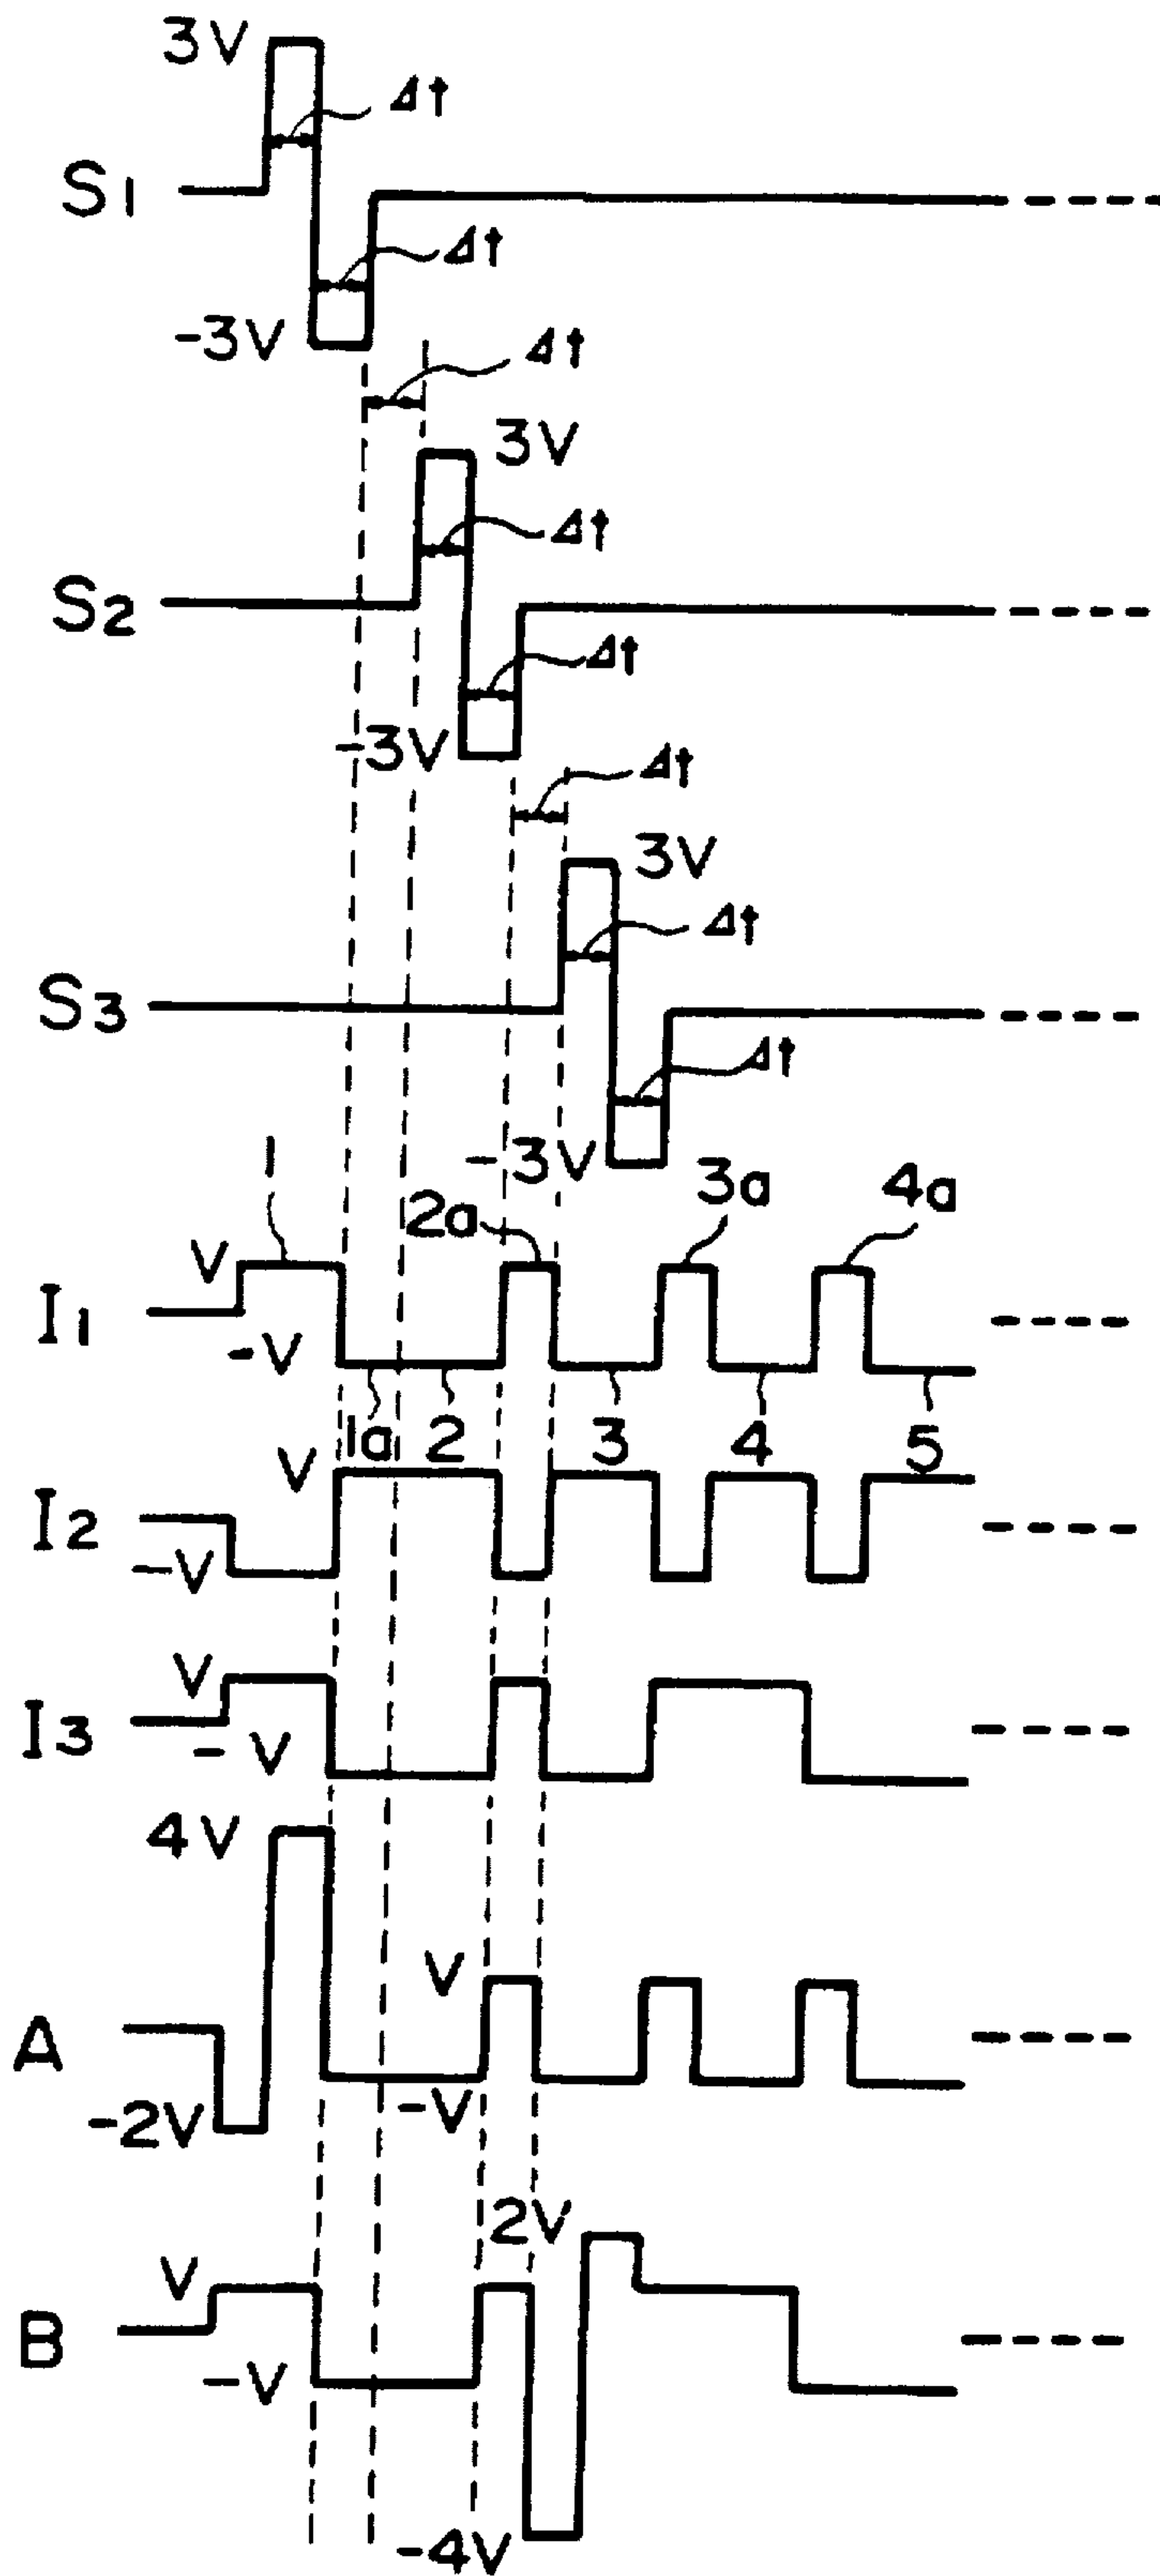 3V
Δt
S1
Δt
-3V
Δt
3V
Δt
S2
Δt
-3V
Δt
3V
Δt
S3
Δt
-3V
1
2a
3a
4a
V
I1
-V
1a
2
3
4
5
V
I2
-V
V
I3
-V
4V
V
A
-2V
-V
2V
V
B
-V
-4V